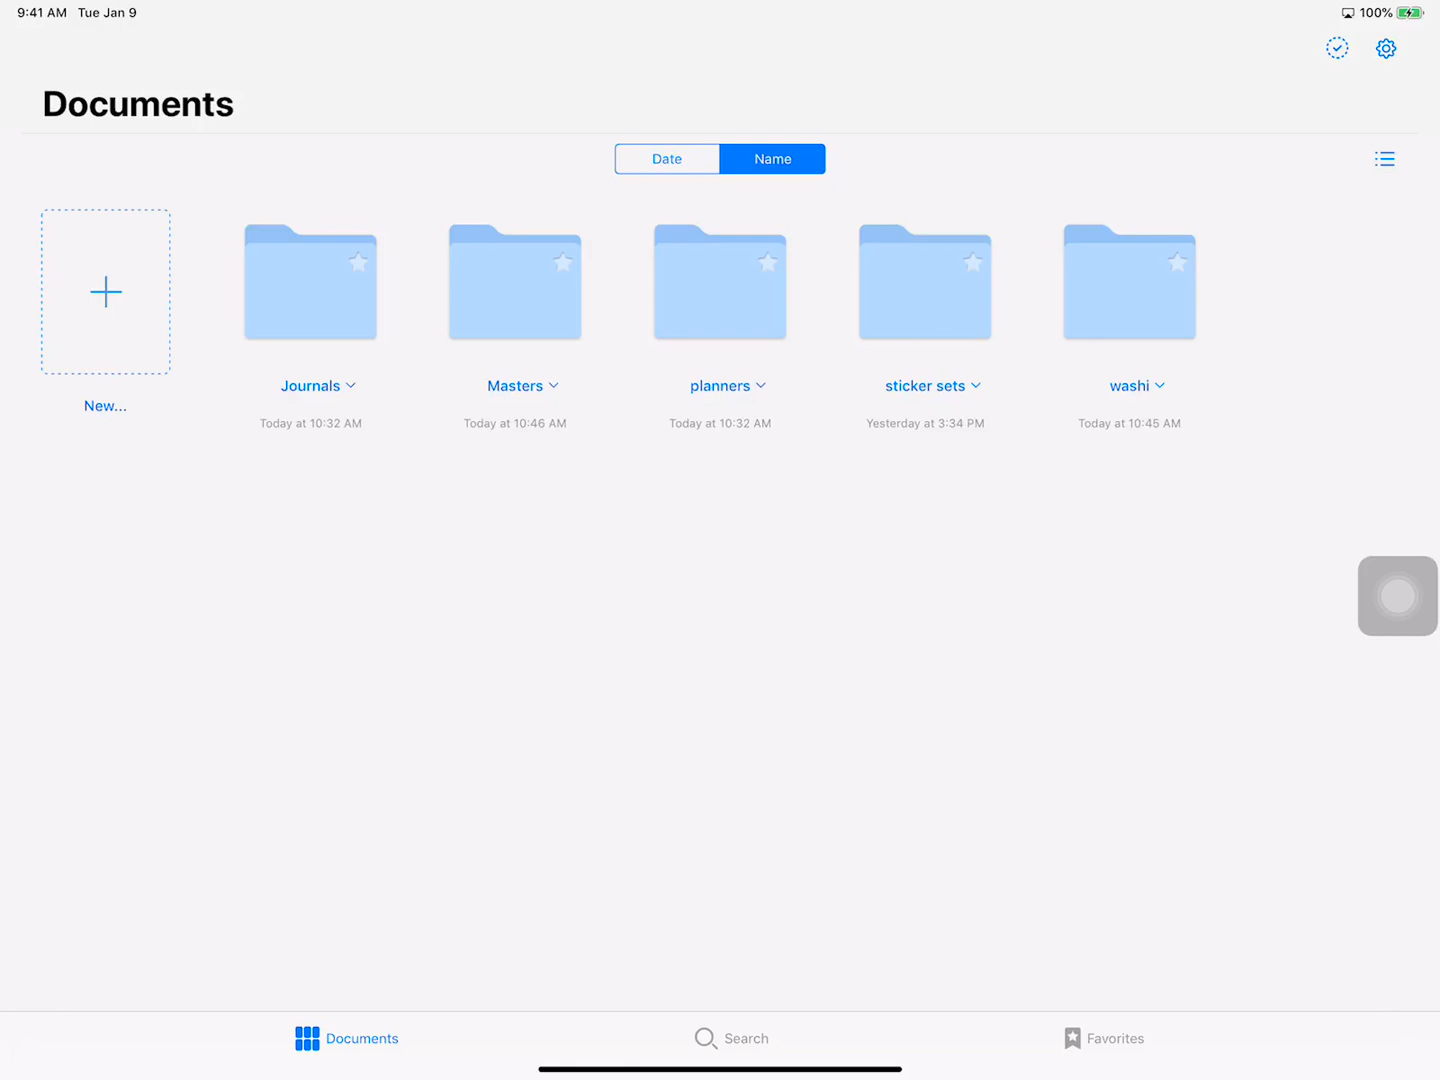 9:41 AM Tue Jan 9
100%
Documents
Date
Name
New...
Journals
Today at 10:32 AM
Masters
Today at 10:46 AM
planners
Today at 10:32 AM
sticker sets
Yesterday at 3:34 PM
washi
Today at 10:45 AM
Documents
Search
Favorites